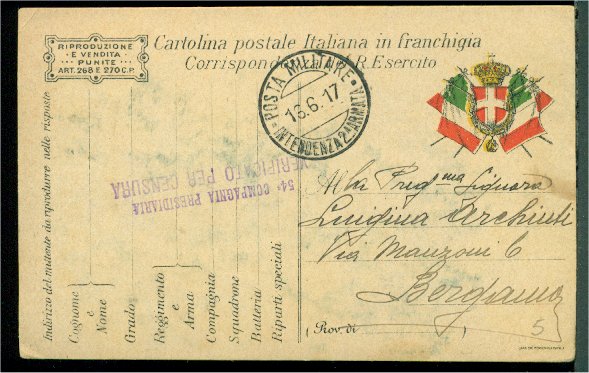 RIPRODUZIONE
E VENDITA
PUNITE
ART. 268 E 270 C.P.
Cartolina postale Italiana in franchigia
Corrispondenza R. Esercito
POSTA MILITARE
16.6.17
INTENDENZA 2ª ARMATA
54ª COMPAGNIA PRESIDIARIA
VERIFICATO PER CENSURA
Alla Preg.ma Signora
Luigina Archinti
Via Manzoni 6
Bergamo
5
(Prov. di )
Indirizzo del mittente da riprodurre nelle risposte
Cognome
e
Nome
Grado
Reggimento
e
Arma
Compagnia
Squadrone
Batteria
Riparti speciali